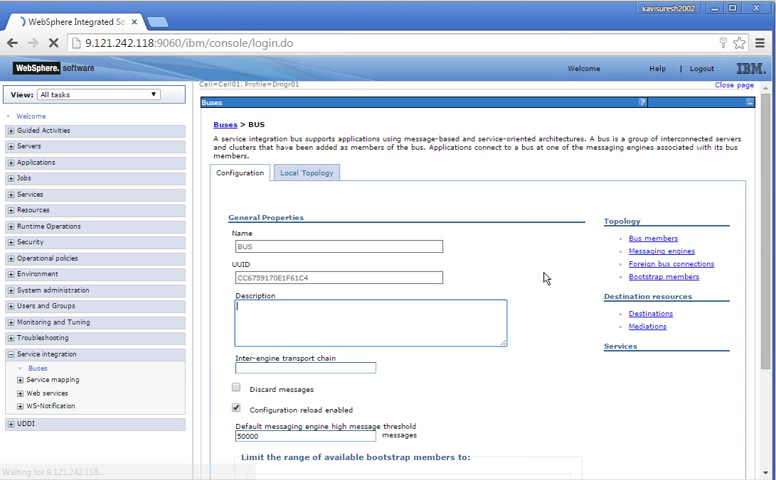 kavisuresh2002
WebSphere Integrated So
9.121.242.118:9060/ibm/console/login.do
WebSphere. software
Welcome
Help | Logout
IBM.
View: All tasks
Cell=Cell01, Profile=Dmgr01
Close page
Welcome
Guided Activities
Servers
Applications
Jobs
Services
Resources
Runtime Operations
Security
Operational policies
Environment
System administration
Users and Groups
Monitoring and Tuning
Troubleshooting
Service integration
Buses
Service mapping
Web services
WS-Notification
UDDI
Buses
?
Buses > BUS
A service integration bus supports applications using message-based and service-oriented architectures. A bus is a group of interconnected servers
and clusters that have been added as members of the bus. Applications connect to a bus at one of the messaging engines associated with its bus
members.
Configuration
Local Topology
General Properties
Name
BUS
UUID
CC6759170E1F61C4
Description
Inter-engine transport chain
Discard messages
Configuration reload enabled
Default messaging engine high message threshold
50000 messages
Limit the range of available bootstrap members to:
Topology
Bus members
Messaging engines
Foreign bus connections
Bootstrap members
Destination resources
Destinations
Mediations
Services
Waiting for 9.121.242.118...